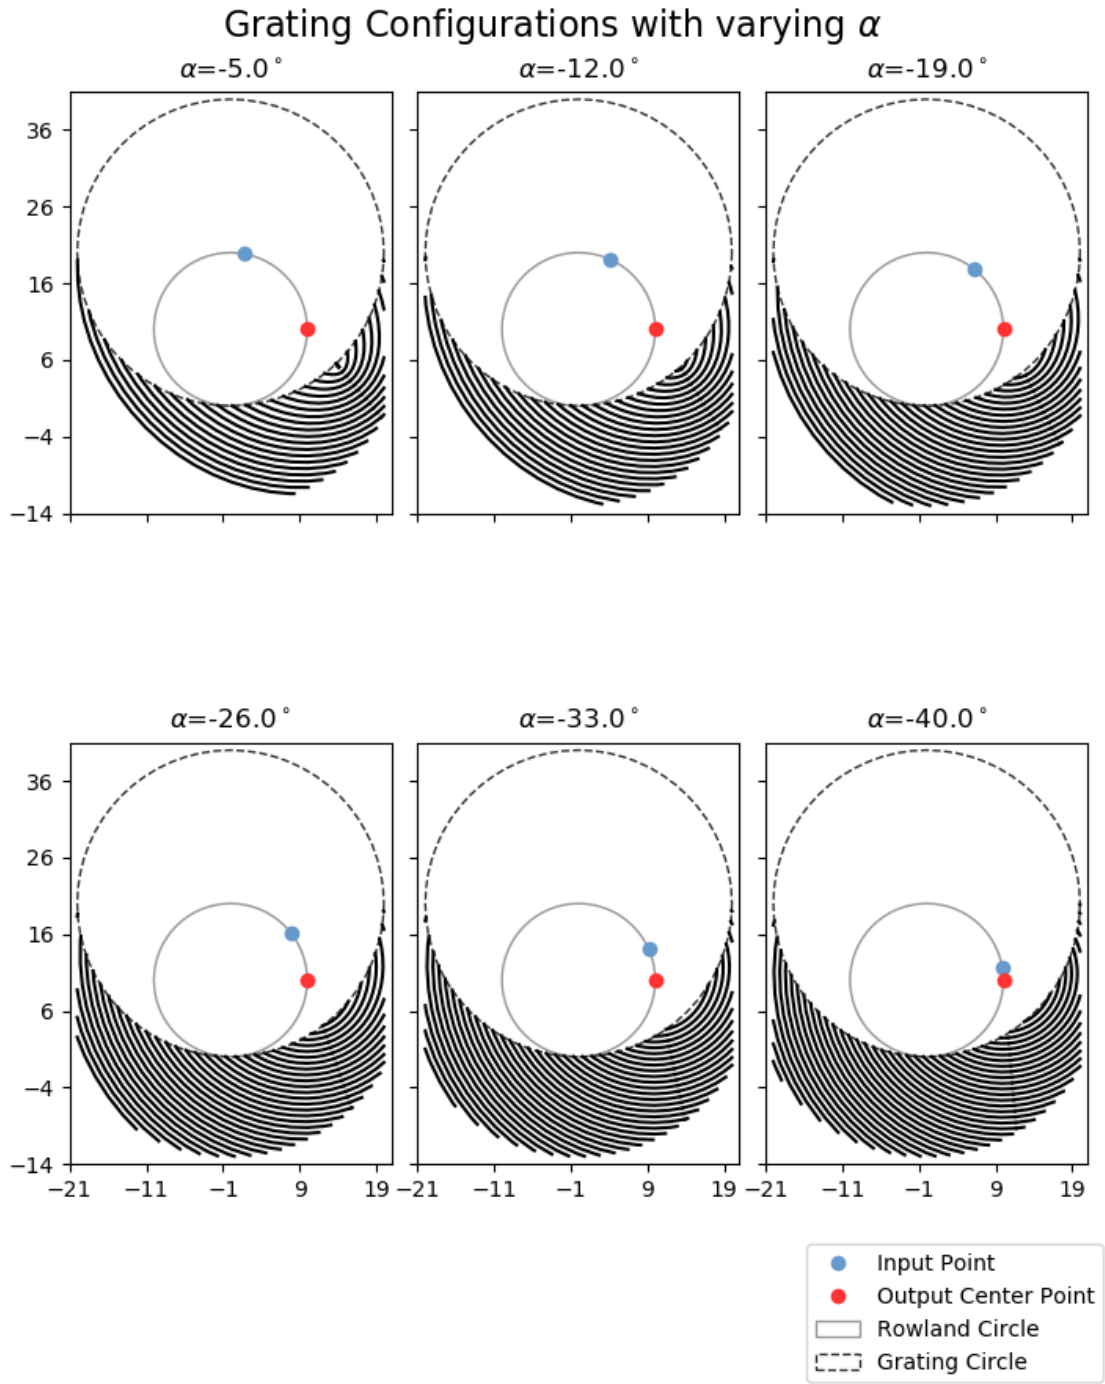 Grating Configurations with varying α
α=-5.0° α=-12.0° α=-19.0°
36
26
16
6
−4
−14
α=-26.0° α=-33.0° α=-40.0°
36
26
16
6
−4
−14
−21 −11 −1 9 19 −21 −11 −1 9 19 −21 −11 −1 9 19
Input Point
Output Center Point
Rowland Circle
Grating Circle